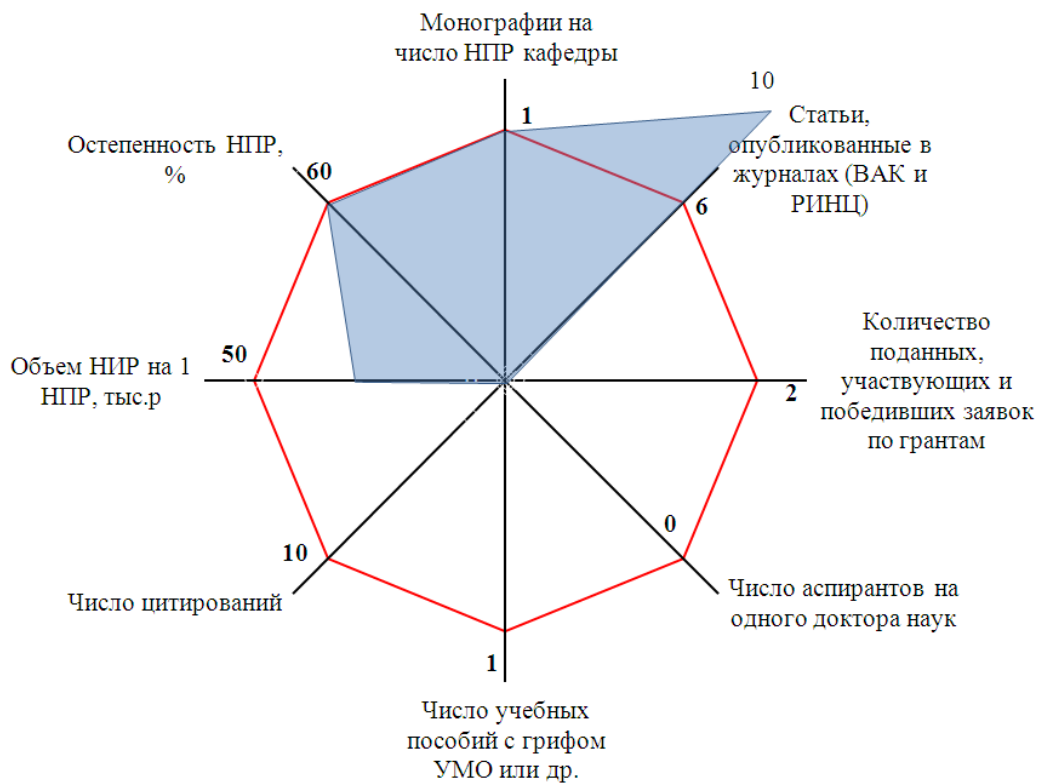 Монографии на
число НПР кафедры
1
10
Статьи,
опубликованные в
журналах (ВАК и
РИНЦ)
6
Количество
поданных,
участвующих и
победивших заявок
по грантам
2
0
Число аспирантов на
одного доктора наук
1
Число учебных
пособий с грифом
УМО или др.
10
Число цитирований
50
Объем НИР на 1
НПР, тыс.р
60
Остепенность НПР,
%